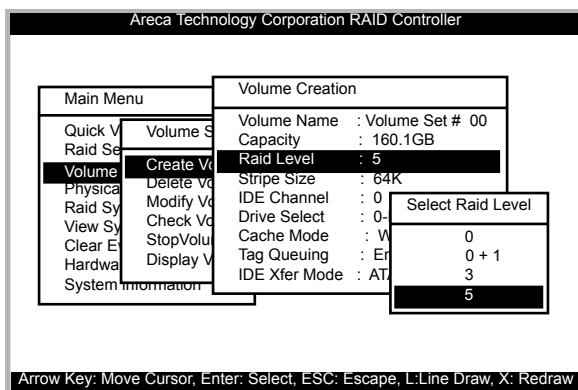 Areca Technology Corporation RAID Controller
Main Menu
Quick V
Raid Se
Volume
Physica
Raid Sy
View Sy
Clear Ev
Hardwa
System Information
Volume S
Create Vo
Delete Vo
Modify Vo
Check Vo
StopVolu
Display V
Volume Creation
Volume Name : Volume Set # 00
Capacity : 160.1GB
Raid Level : 5
Stripe Size : 64K
IDE Channel : 0
Drive Select : 0-
Cache Mode : W
Tag Queuing : En
IDE Xfer Mode : ATA
Select Raid Level
0
0 + 1
3
5
Arrow Key: Move Cursor, Enter: Select, ESC: Escape, L:Line Draw, X: Redraw